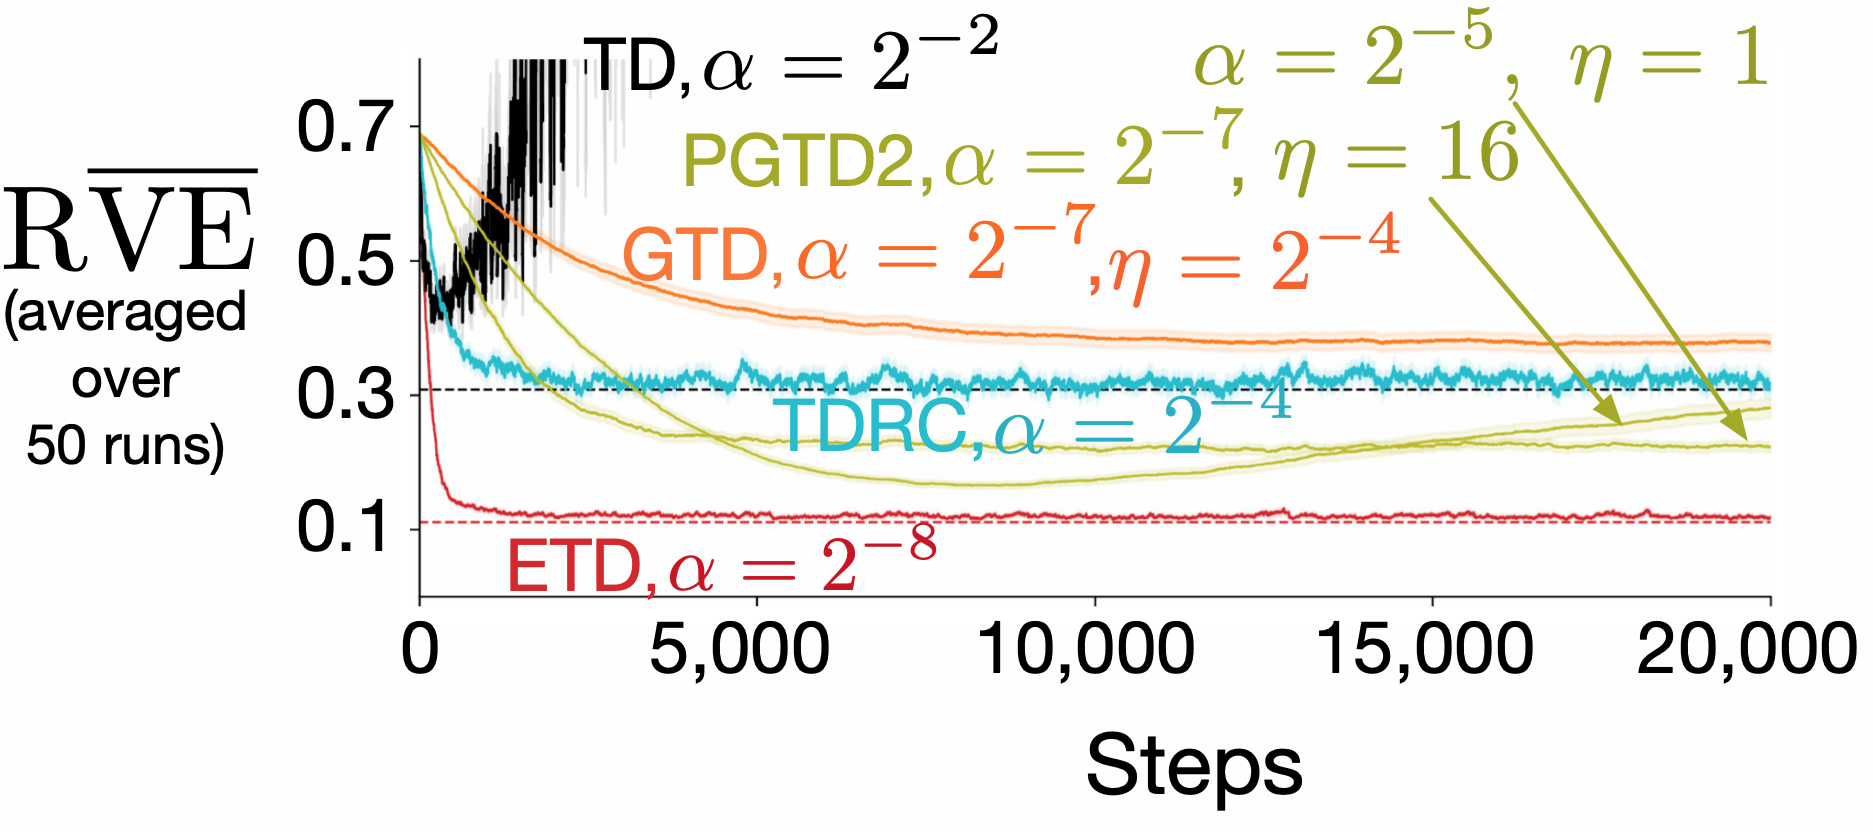 TD, α = 2⁻²
α = 2⁻⁵, η = 1
PGTD2, α = 2⁻⁷, η = 16
GTD, α = 2⁻⁷, η = 2⁻⁴
TDRC, α = 2⁻⁴
ETD, α = 2⁻⁸
RV̅E̅
(averaged
over
50 runs)
0.7
0.5
0.3
0.1
0 5,000 10,000 15,000 20,000
Steps